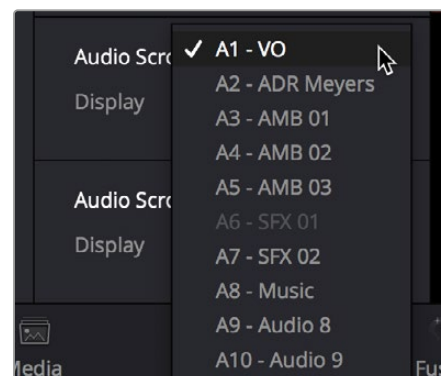 Audio Scro
Display
✓ A1 - VO
A2 - ADR Meyers
A3 - AMB 01
A4 - AMB 02
A5 - AMB 03
A6 - SFX 01
A7 - SFX 02
A8 - Music
A9 - Audio 8
A10 - Audio 9
Audio Scro
Display
Media
Fus